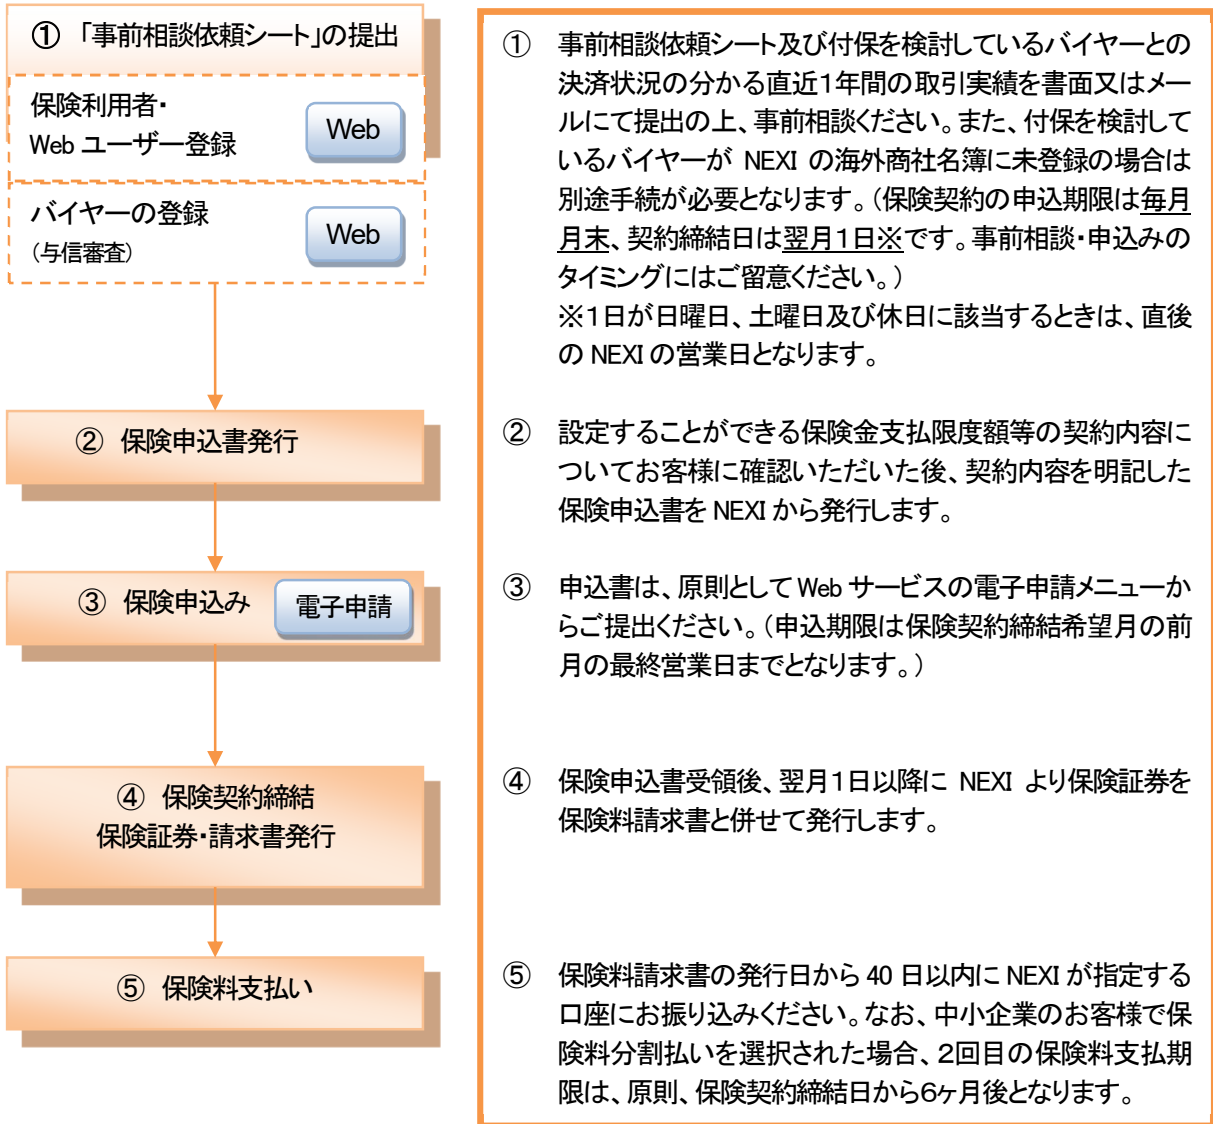 ① 「事前相談依頼シート」の提出
保険利用者・
Web ユーザー登録
Web
バイヤーの登録
(与信審査)
Web
② 保険申込書発行
③ 保険申込み
電子申請
④ 保険契約締結
保険証券・請求書発行
⑤ 保険料支払い
① 事前相談依頼シート及び付保を検討しているバイヤーとの
決済状況の分かる直近1年間の取引実績を書面又はメー
ルにて提出の上、事前相談ください。また、付保を検討して
いるバイヤーが NEXI の海外商社名簿に未登録の場合は
別途手続が必要となります。(保険契約の申込期限は毎月
月末、契約締結日は翌月1日※です。事前相談・申込みの
タイミングにはご留意ください。)
※1日が日曜日、土曜日及び休日に該当するときは、直後
の NEXI の営業日となります。
② 設定することができる保険金支払限度額等の契約内容に
ついてお客様に確認いただいた後、契約内容を明記した
保険申込書を NEXI から発行します。
③ 申込書は、原則として Web サービスの電子申請メニューか
らご提出ください。(申込期限は保険契約締結希望月の前
月の最終営業日までとなります。)
④ 保険申込書受領後、翌月1日以降に NEXI より保険証券を
保険料請求書と併せて発行します。
⑤ 保険料請求書の発行日から 40 日以内に NEXI が指定する
口座にお振り込みください。なお、中小企業のお客様で保
険料分割払いを選択された場合、2回目の保険料支払期
限は、原則、保険契約締結日から6ヶ月後となります。